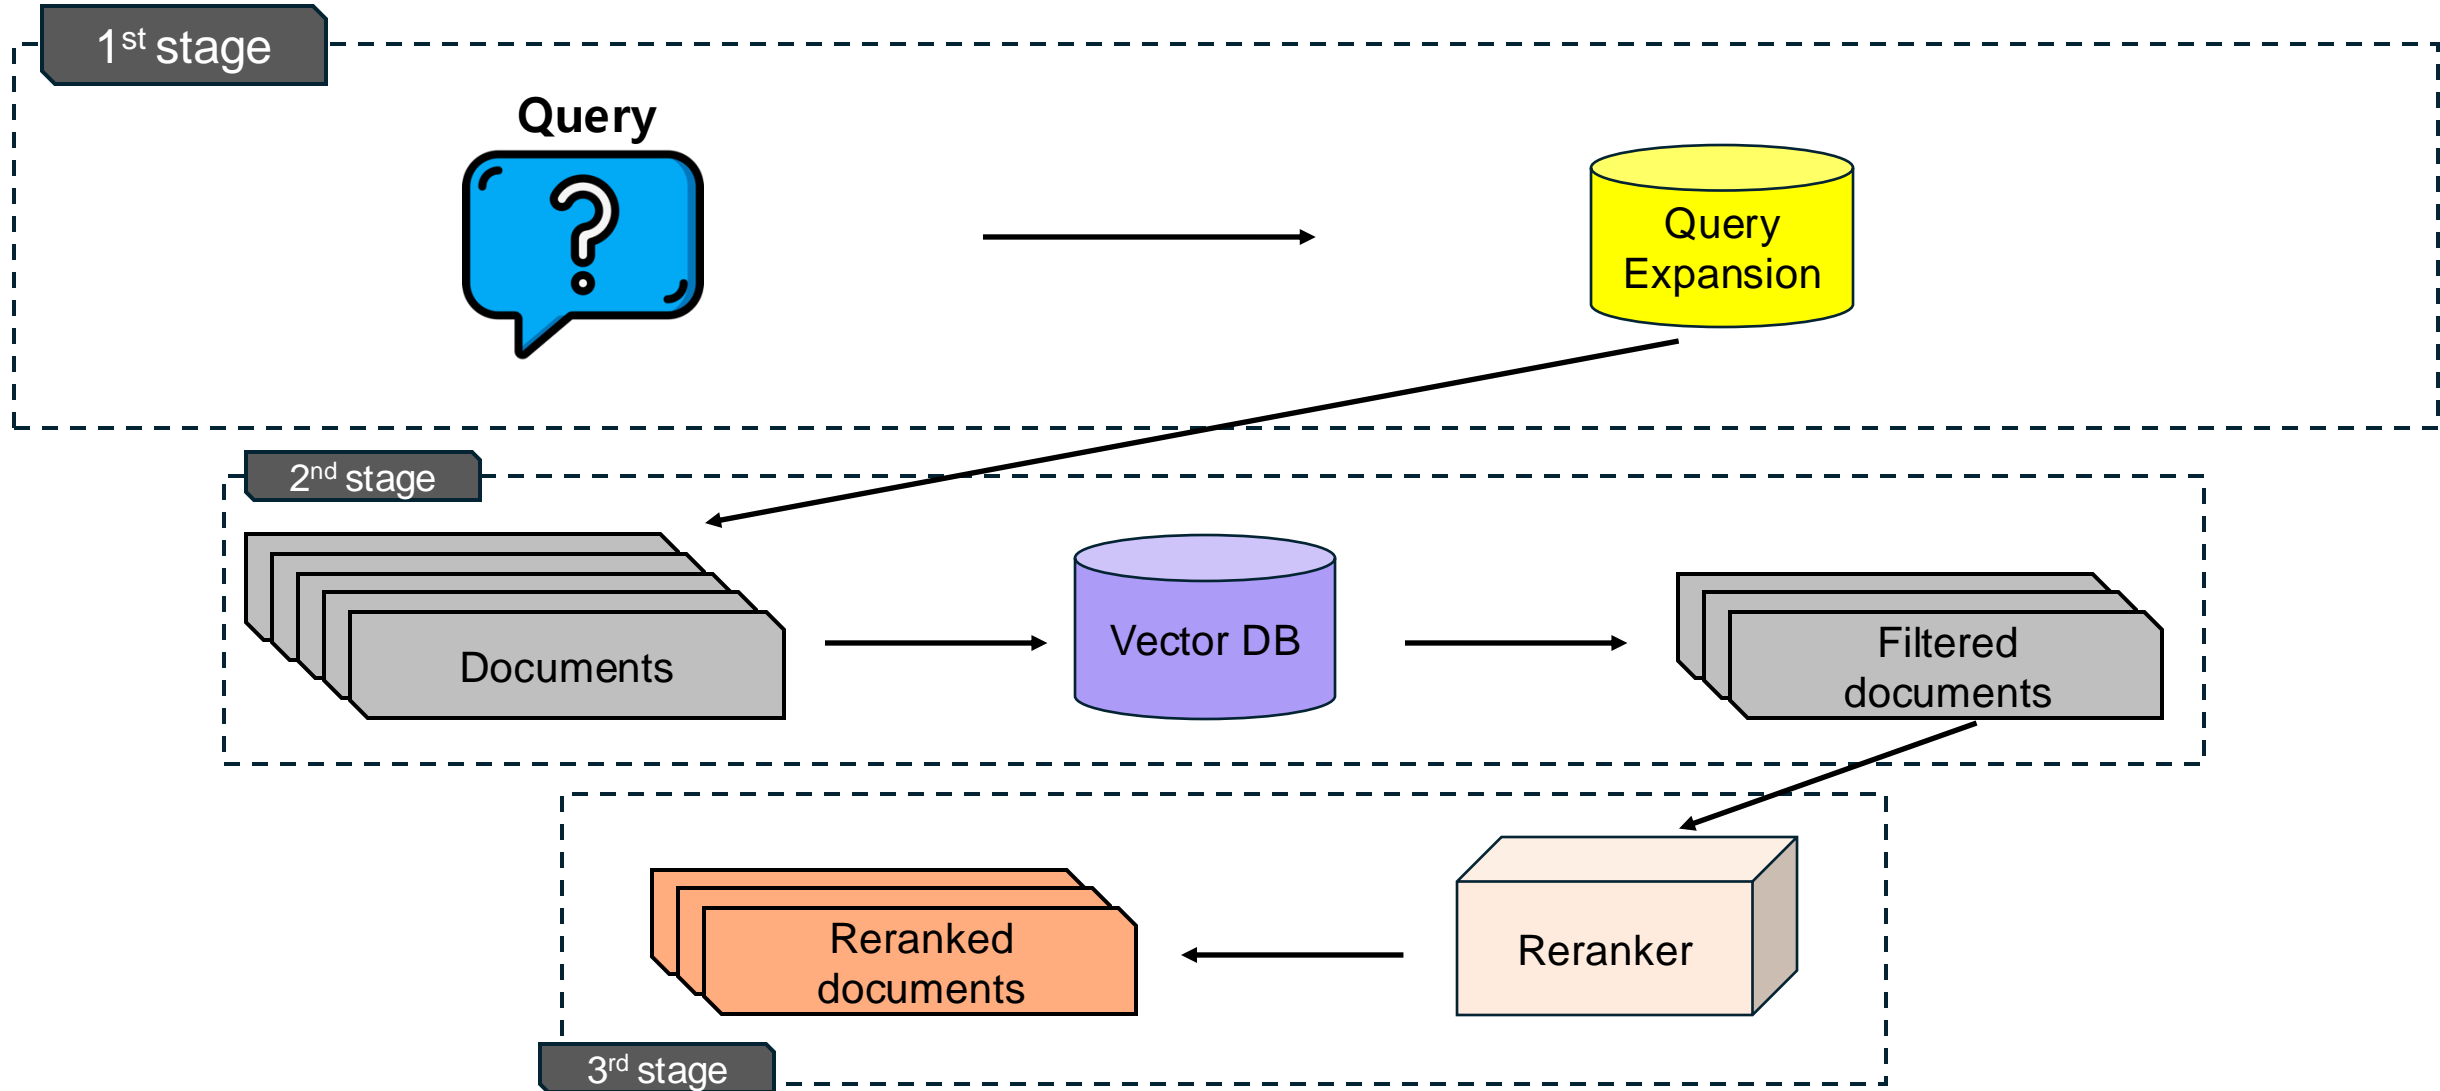 1st stage
Query
Query
Expansion
2nd stage
Documents
Vector DB
Filtered
documents
Reranked
documents
Reranker
3rd stage